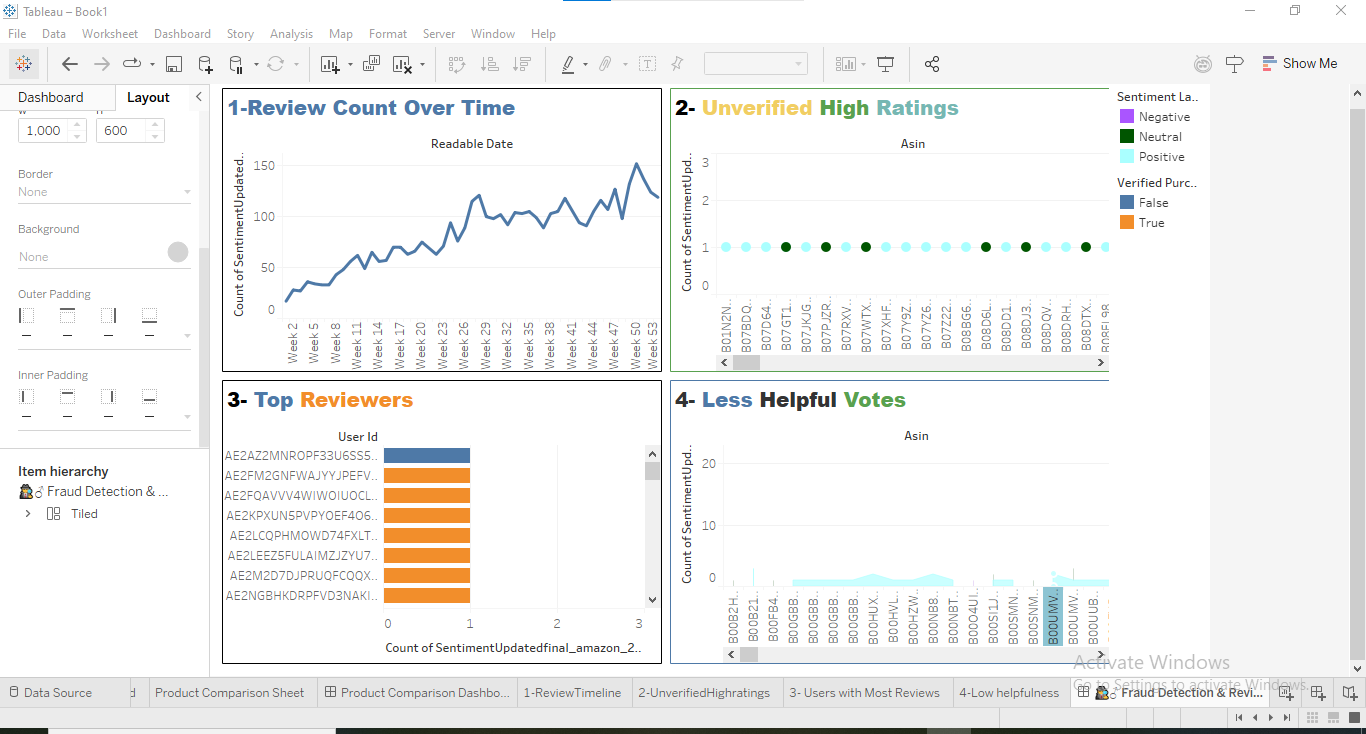 Tableau – Book1
File Data Worksheet Dashboard Story Analysis Map Format Server Window Help
Show Me
Dashboard Layout
1,000 600
Border
None
Background
None
Outer Padding
Inner Padding
Item hierarchy
Fraud Detection & ...
Tiled
1-Review Count Over Time
Readable Date
Count of SentimentUpdated..
150
100
50
0
Week 2 Week 5 Week 8 Week 11 Week 14 Week 17 Week 20 Week 23 Week 26 Week 29 Week 32 Week 35 Week 38 Week 41 Week 44 Week 47 Week 50 Week 53
2- Unverified High Ratings
Asin
Count of SentimentUpd..
3
2
1
0
B01N2N.. B07BDQ.. B07D64.. B07GT1.. B07JKJG.. B07PJZR.. B07RXV.. B07WTX.. B07XHF.. B07Y9Z.. B07YZ6.. B07Z22.. B08BG6.. B08D6L.. B08DD1.. B08DJ3.. B08DQV.. B08DRH.. B08DTX..
Sentiment La..
Negative
Neutral
Positive
Verified Purc..
False
True
3- Top Reviewers
User Id
AE2AZ2MNROPF33U6SS5..
AE2FM2GNFWAJYYJPEFV..
AE2FQAVVV4WIWOIUOCL..
AE2KPXUN5PVPYOEF4O6..
AE2LCQPHMOWD74FXLT..
AE2LEEZ5FULAIMZJZYU7..
AE2M2D7DJPRUQFCQQX..
AE2NGBHKDRPFVD3NAKI..
0 1 2 3
Count of SentimentUpdatedfinal_amazon_2..
4- Less Helpful Votes
Asin
Count of SentimentUpd..
20
10
0
B00B2H.. B00B21.. B00FB4.. B00GBB.. B00GBB.. B00GBB.. B00GBB.. B00HUX.. B00HVL.. B00HZW.. B00NB8.. B00NBT.. B00O4UI.. B00SI1J.. B00SMN.. B00SNM.. B00UMV.. B00UMV.. B00UUB..
Activate Windows
Go to Settings to activate Windows.
Data Source d Product Comparison Sheet Product Comparison Dashbo... 1-ReviewTimeline 2-UnverifiedHighratings 3- Users with Most Reviews 4-Low helpfulness Fraud Detection & Revi...